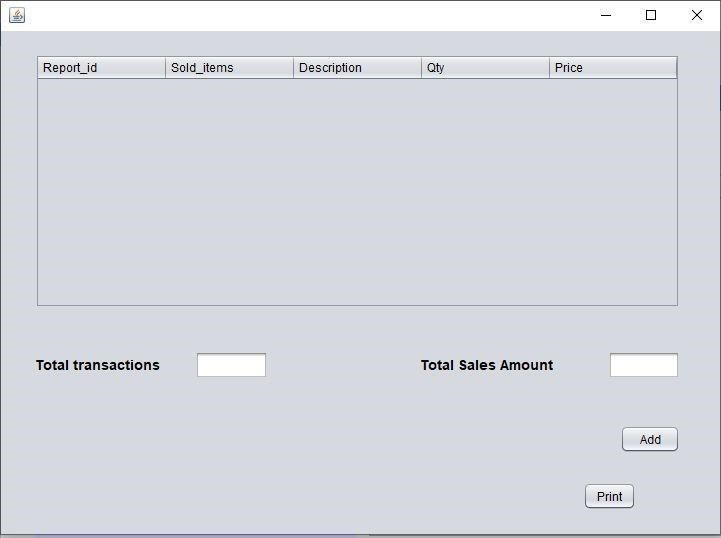 Report_id Sold_items Description Qty Price
Total transactions Total Sales Amount
Add
Print